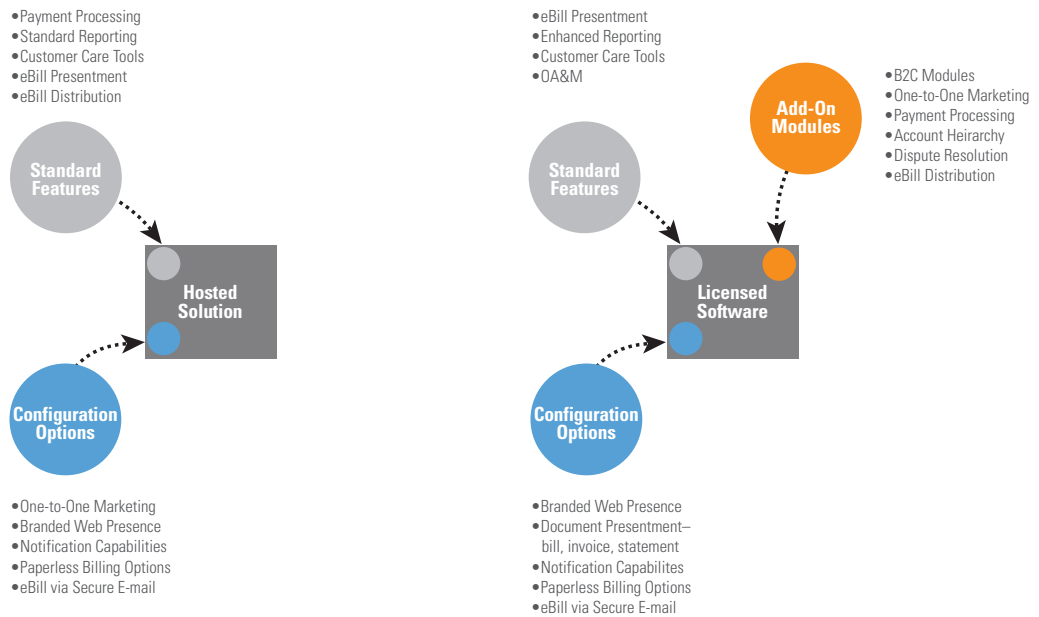 •Payment Processing
•Standard Reporting
•Customer Care Tools
•eBill Presentment
•eBill Distribution
Standard
Features
Hosted
Solution
Configuration
Options
•One-to-One Marketing
•Branded Web Presence
•Notification Capabilities
•Paperless Billing Options
•eBill via Secure E-mail
•eBill Presentment
•Enhanced Reporting
•Customer Care Tools
•OA&M
Standard
Features
Add-On
Modules
•B2C Modules
•One-to-One Marketing
•Payment Processing
•Account Heirarchy
•Dispute Resolution
•eBill Distribution
Licensed
Software
Configuration
Options
•Branded Web Presence
•Document Presentment–
bill, invoice, statement
•Notification Capabilites
•Paperless Billing Options
•eBill via Secure E-mail